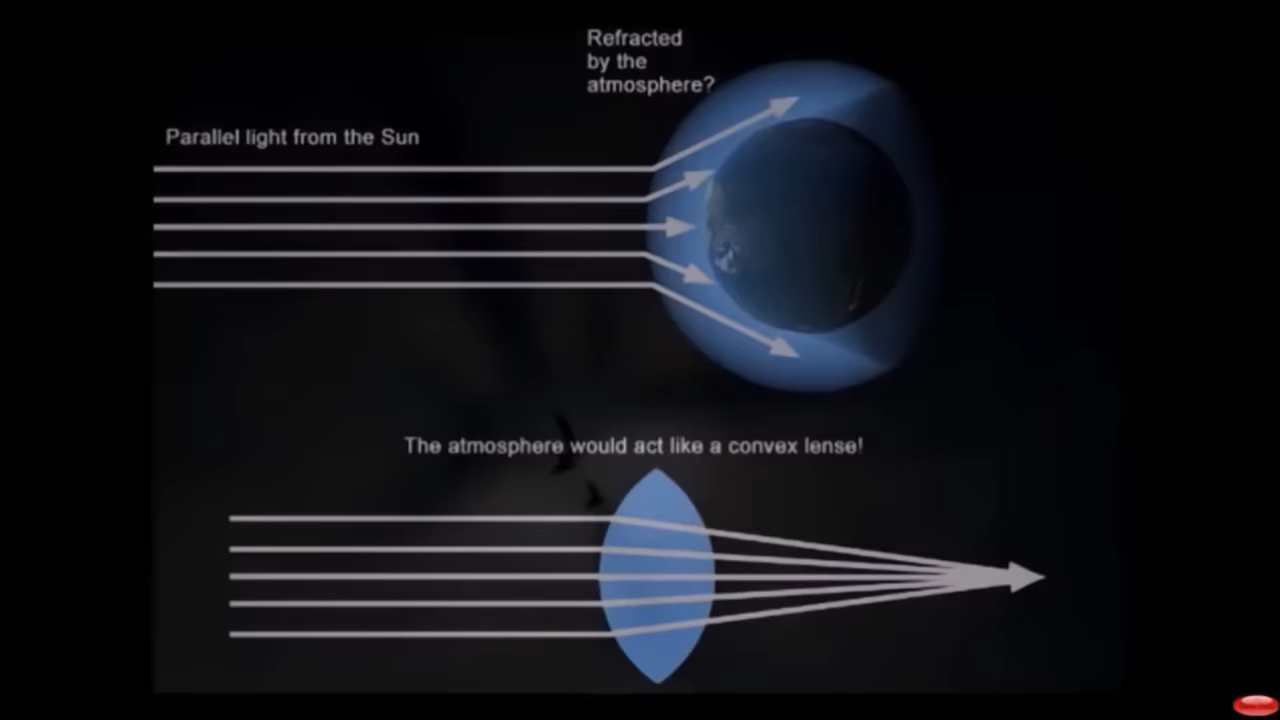 Refracted
by the
atmosphere?
Parallel light from the Sun
The atmosphere would act like a convex lense!